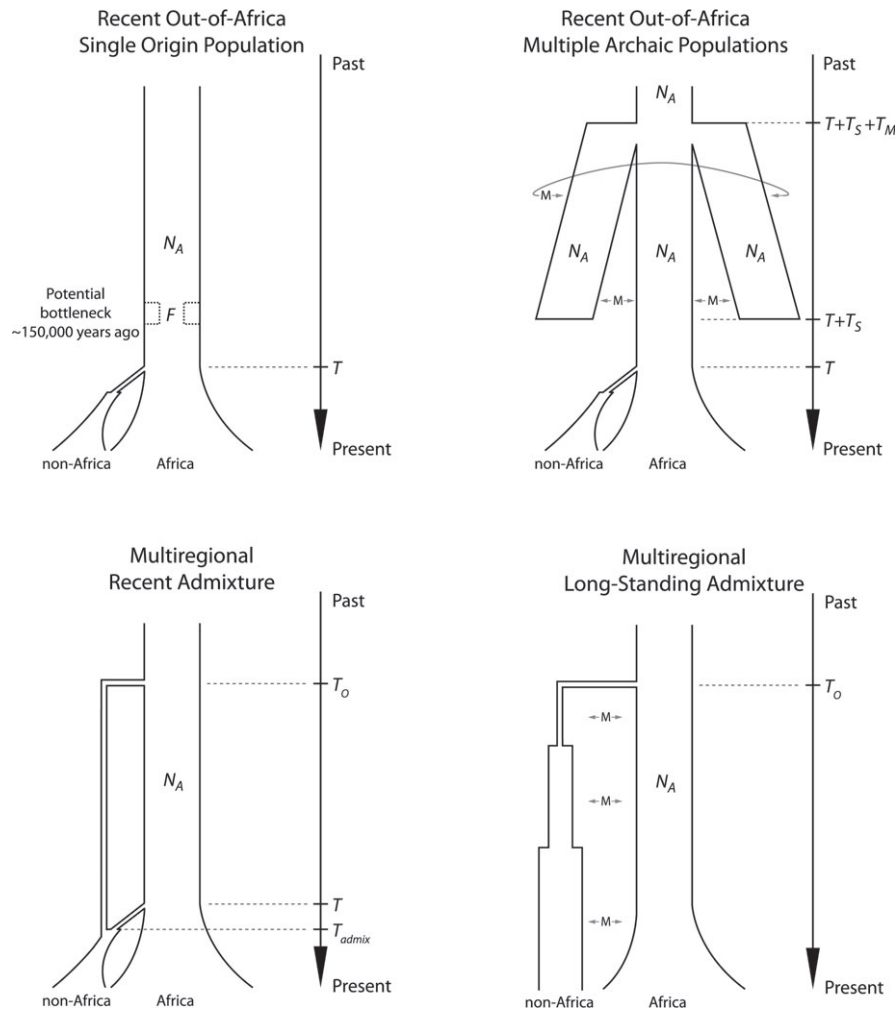 Recent Out-of-Africa
Single Origin Population
Past
N_A
Potential
bottleneck
~150,000 years ago
F
T
Present
non-Africa
Africa
Recent Out-of-Africa
Multiple Archaic Populations
Past
N_A
T+T_S+T_M
M
N_A
N_A
N_A
M
M
T+T_S
T
Present
non-Africa
Africa
Multiregional
Recent Admixture
Past
T_O
N_A
T
T_admix
Present
non-Africa
Africa
Multiregional
Long-Standing Admixture
Past
T_O
M
N_A
M
M
Present
non-Africa
Africa